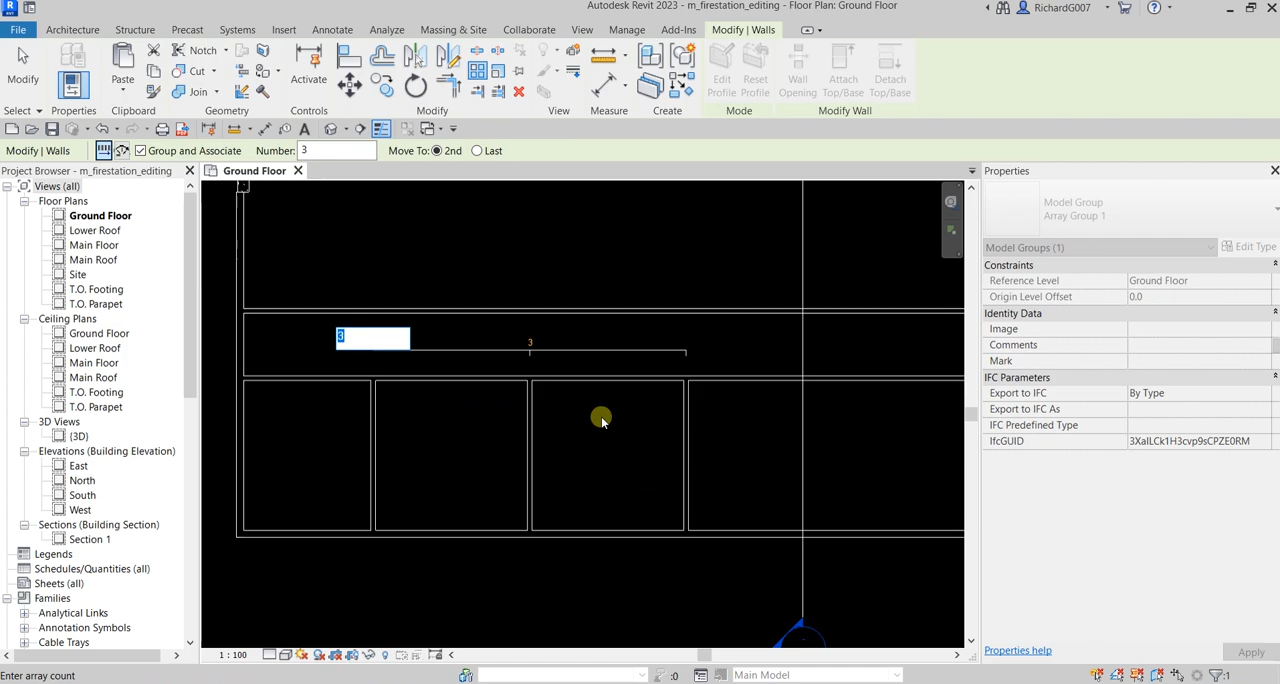 Autodesk Revit 2023 - m_firestation_editing - Floor Plan: Ground Floor
RichardG007
File Architecture Structure Precast Systems Insert Annotate Analyze Massing & Site Collaborate View Manage Add-Ins Modify | Walls
Modify Paste Notch Cut Join Activate Edit Profile Reset Profile Wall Opening Attach Top/Base Detach Top/Base
Select Properties Clipboard Geometry Controls Modify View Measure Create Mode Modify Wall
Modify | Walls Group and Associate Number: 3 Move To: 2nd Last
Project Browser - m_firestation_editing
Views (all)
Floor Plans
Ground Floor
Lower Roof
Main Floor
Main Roof
Site
T.O. Footing
T.O. Parapet
Ceiling Plans
Ground Floor
Lower Roof
Main Floor
Main Roof
T.O. Footing
T.O. Parapet
3D Views
{3D}
Elevations (Building Elevation)
East
North
South
West
Sections (Building Section)
Section 1
Legends
Schedules/Quantities (all)
Sheets (all)
Families
Analytical Links
Annotation Symbols
Cable Trays
Ground Floor
3
3
Properties
Model Group
Array Group 1
Model Groups (1)
Edit Type
Constraints
Reference Level Ground Floor
Origin Level Offset 0.0
Identity Data
Image
Comments
Mark
IFC Parameters
Export to IFC By Type
Export to IFC As
IFC Predefined Type
IfcGUID 3XalLCk1H3cvp9sCPZE0RM
Properties help Apply
1 : 100
Enter array count
:0
Main Model
:1